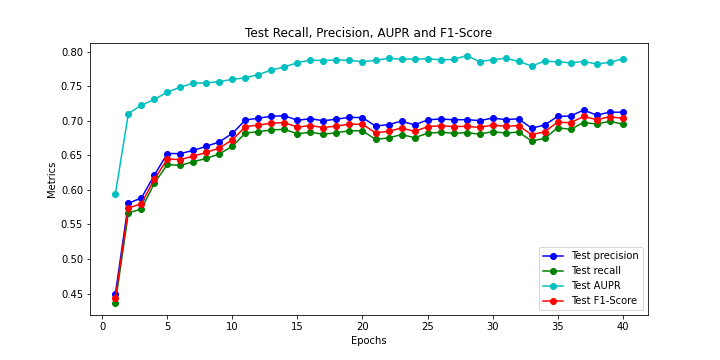 Test Recall, Precision, AUPR and F1-Score
Metrics
0.80
0.75
0.70
0.65
0.60
0.55
0.50
0.45
0 5 10 15 20 25 30 35 40
Epochs
Test precision
Test recall
Test AUPR
Test F1-Score